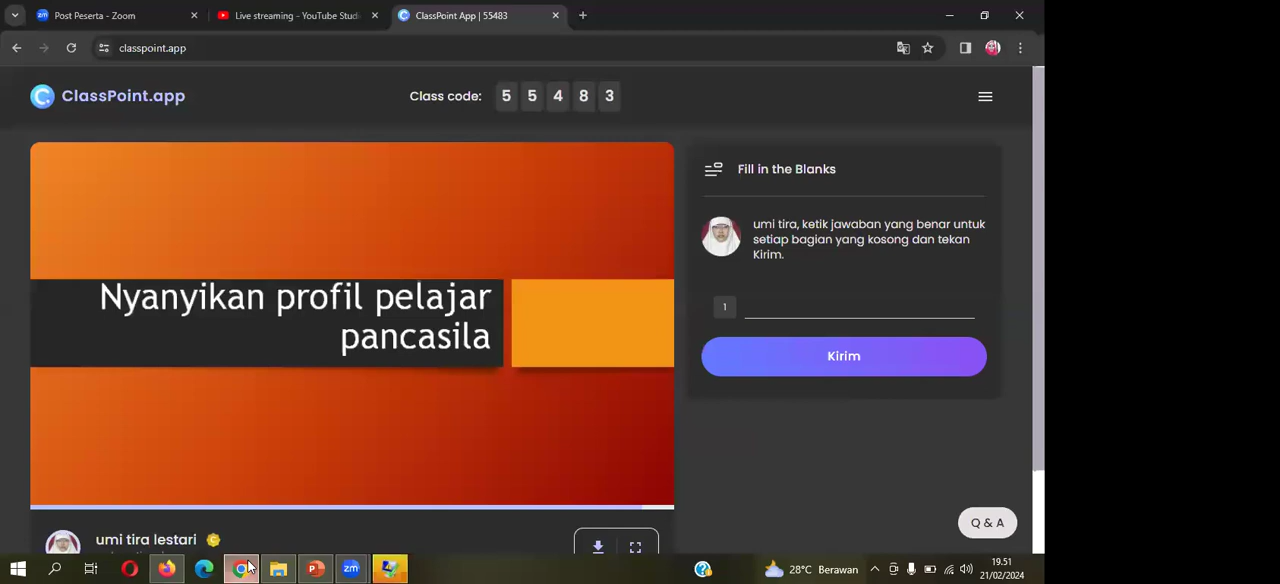 Post Peserta - Zoom
Live streaming - YouTube Stud
ClassPoint App | 55483
classpoint.app
ClassPoint.app
Class code: 5 5 4 8 3
Nyanyikan profil pelajar
pancasila
Fill in the Blanks
umi tira, ketik jawaban yang benar untuk
setiap bagian yang kosong dan tekan
Kirim.
1
Kirim
umi tira lestari
Q & A
28°C Berawan
19.51
21/02/2024